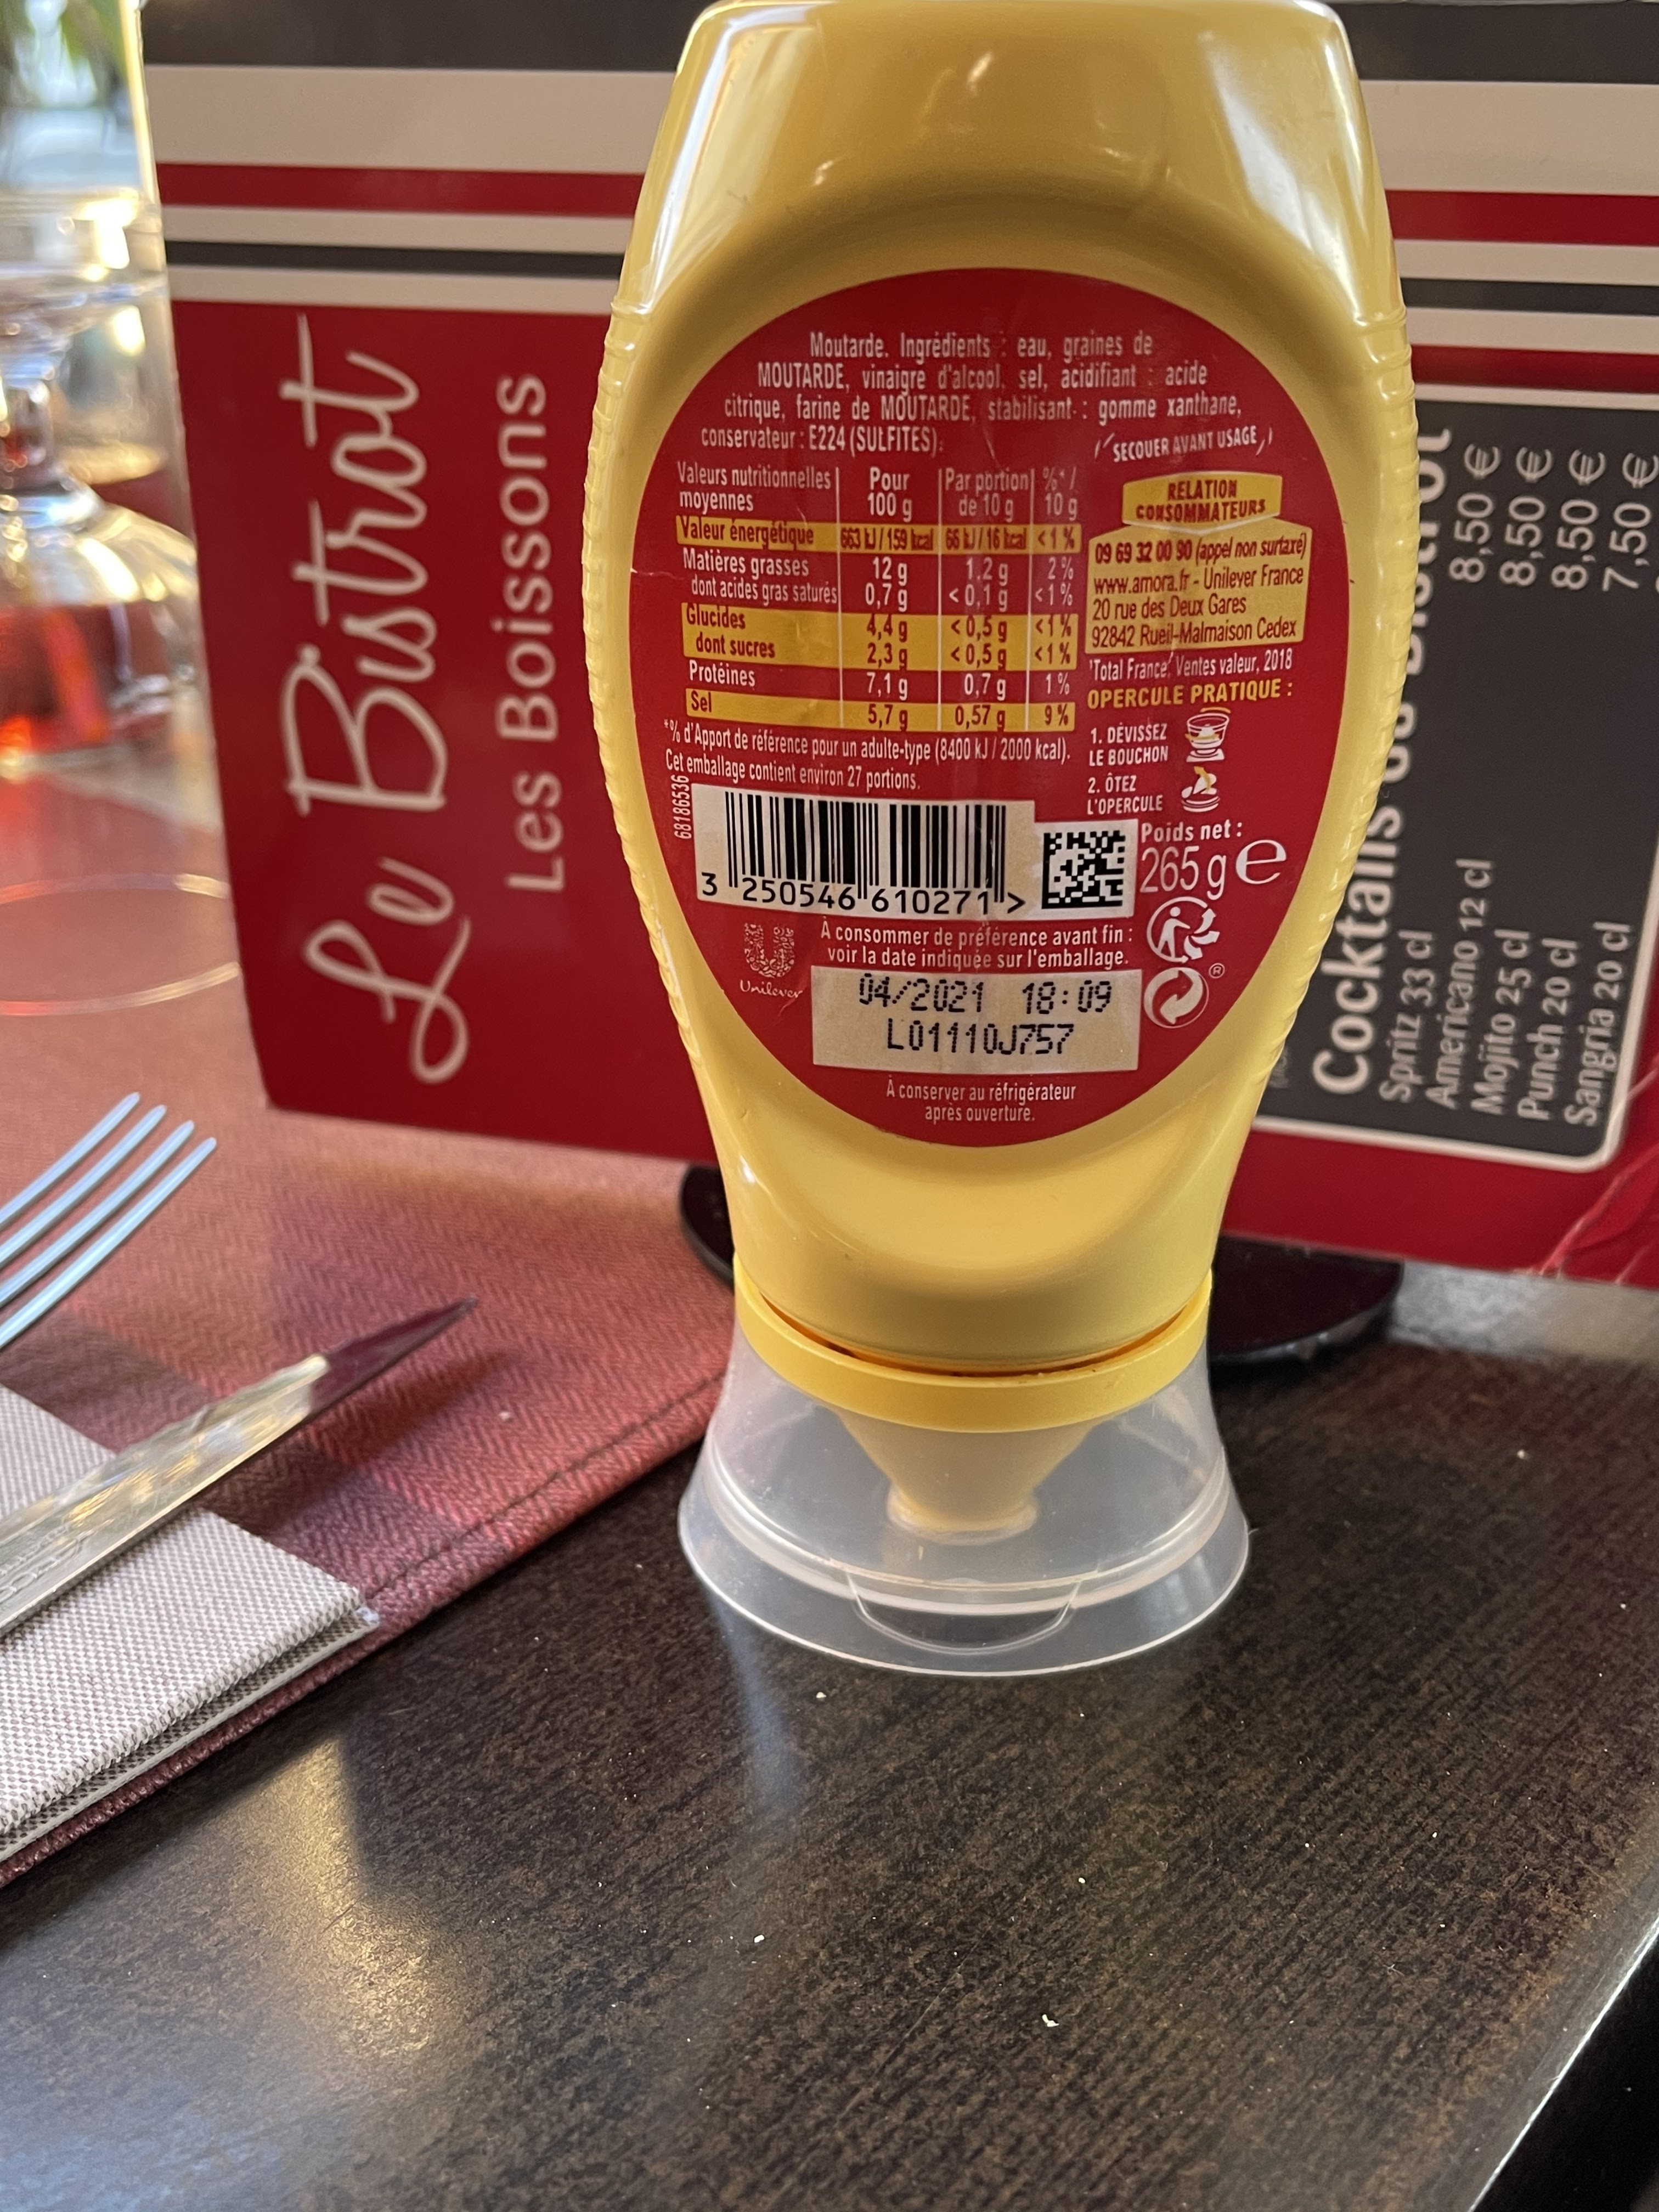 Le Bistrot
Les Boissons
Moutarde. Ingrédients : eau, graines de
MOUTARDE, vinaigre d'alcool, sel, acidifiant : acide
citrique, farine de MOUTARDE, stabilisant : gomme xanthane,
conservateur : E224 (SULFITES).
SECOUER AVANT USAGE
Valeurs nutritionnelles moyennes | Pour 100 g | Par portion de 10 g | %*/ 10 g
Valeur énergétique 663 kJ / 159 kcal 66 kJ / 16 kcal <1 %
Matières grasses 12 g 1,2 g 2 %
dont acides gras saturés 0,7 g < 0,1 g <1 %
Glucides 4,4 g < 0,5 g <1 %
dont sucres 2,3 g < 0,5 g <1 %
Protéines 7,1 g 0,7 g 1 %
Sel 5,7 g 0,57 g 9 %
*% d'Apport de référence pour un adulte-type (8400 kJ / 2000 kcal).
Cet emballage contient environ 27 portions.
RELATION
CONSOMMATEURS
09 69 32 00 90 (appel non surtaxé)
www.amora.fr - Unilever France
20 rue des Deux Gares
92842 Rueil-Malmaison Cedex
'Total France, Ventes valeur, 2018
OPERCULE PRATIQUE :
1. DÉVISSEZ
LE BOUCHON
2. ÔTEZ
L'OPERCULE
68186536
3 250546 610271 >
Poids net :
265 g e
Unilever
À consommer de préférence avant fin :
voir la date indiquée sur l'emballage.
04/2021 18:09
L01110J757
®
À conserver au réfrigérateur
après ouverture.
Cocktails du Bistrot
Spritz 33 cl 8,50 €
Americano 12 cl 8,50 €
Mojito 25 cl 8,50 €
Punch 20 cl 7,50 €
Sangria 20 cl